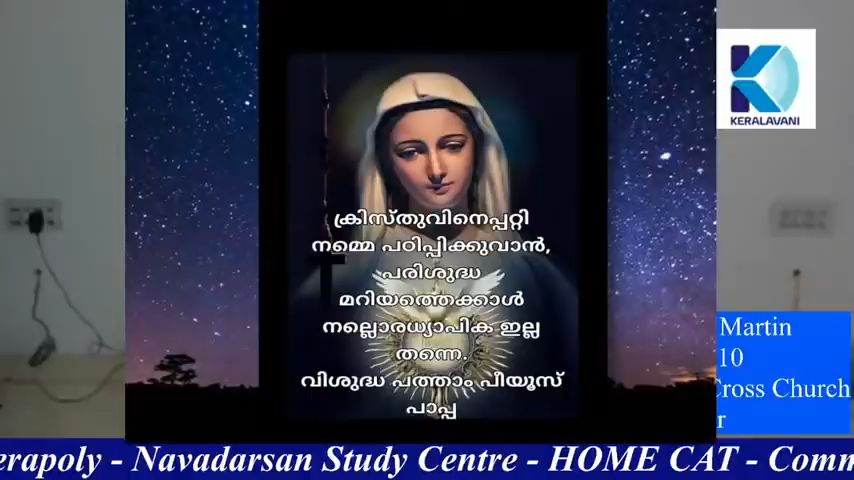 KERALAVANI
ക്രിസ്തുവിനെപ്പറ്റി
നമ്മെ പഠിപ്പിക്കുവാൻ,
പരിശുദ്ധ
മറിയത്തെക്കാൾ
നല്ലൊരധ്യാപിക ഇല്ല
തന്നെ.
വിശുദ്ധ പത്താം പീയൂസ്
പാപ്പ
Martin
10
Cross Church
r
erapoly - Navadarsan Study Centre - HOME CAT - Comm